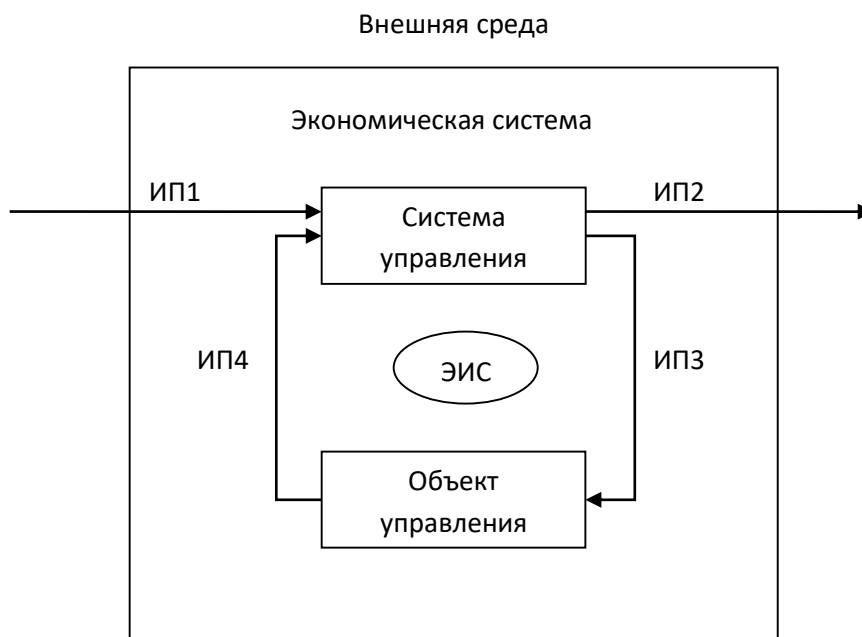 Внешняя среда
Экономическая система
ИП1
ИП2
Система
управления
ИП4
ЭИС
ИП3
Объект
управления